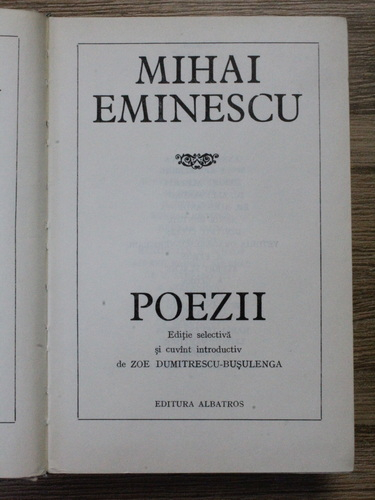 MIHAI
EMINESCU
POEZII
Ediție selectivă
și cuvînt introductiv
de ZOE DUMITRESCU-BUȘULENGA
EDITURA ALBATROS